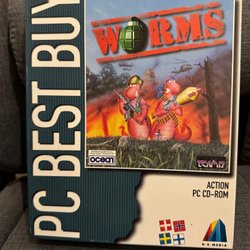 PC BEST BUY
WORMS
ocean
TEAM17
ACTION
PC CD-ROM
K·E·MEDIA